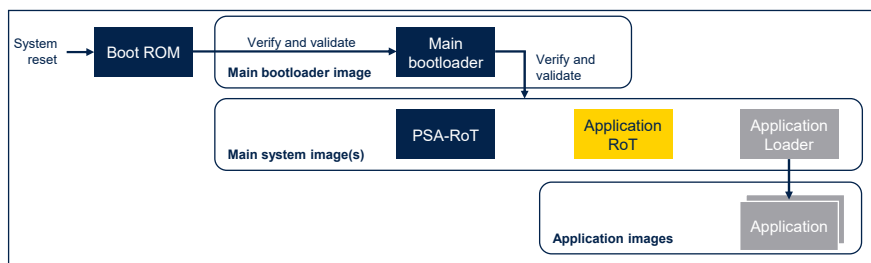 System
reset
Boot ROM
Verify and validate
Main
bootloader
Main bootloader image
Verify and
validate
PSA-RoT
Application
RoT
Application
Loader
Main system image(s)
Application
Application images